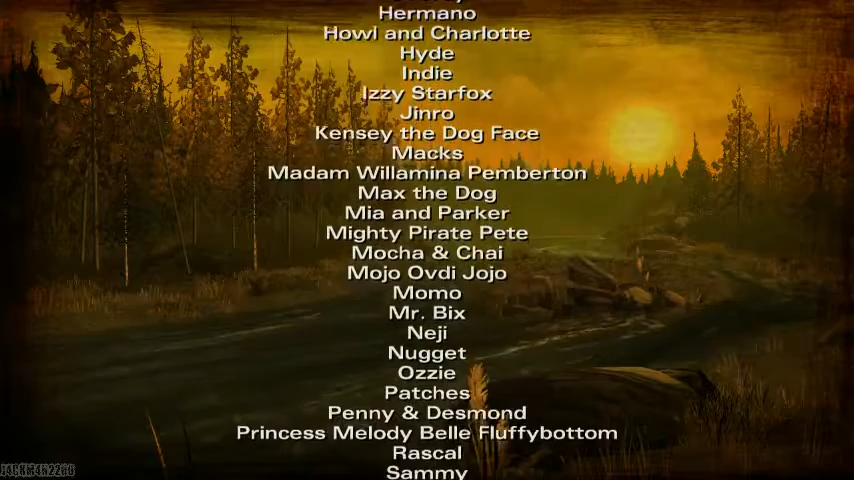 Hermano
Howl and Charlotte
Hyde
Indie
Izzy Starfox
Jinro
Kensey the Dog Face
Macks
Madam Willamina Pemberton
Max the Dog
Mia and Parker
Mighty Pirate Pete
Mocha & Chai
Mojo Ovdi Jojo
Momo
Mr. Bix
Neji
Nugget
Ozzie
Patches
Penny & Desmond
Princess Melody Belle Fluffybottom
Rascal
Sammy